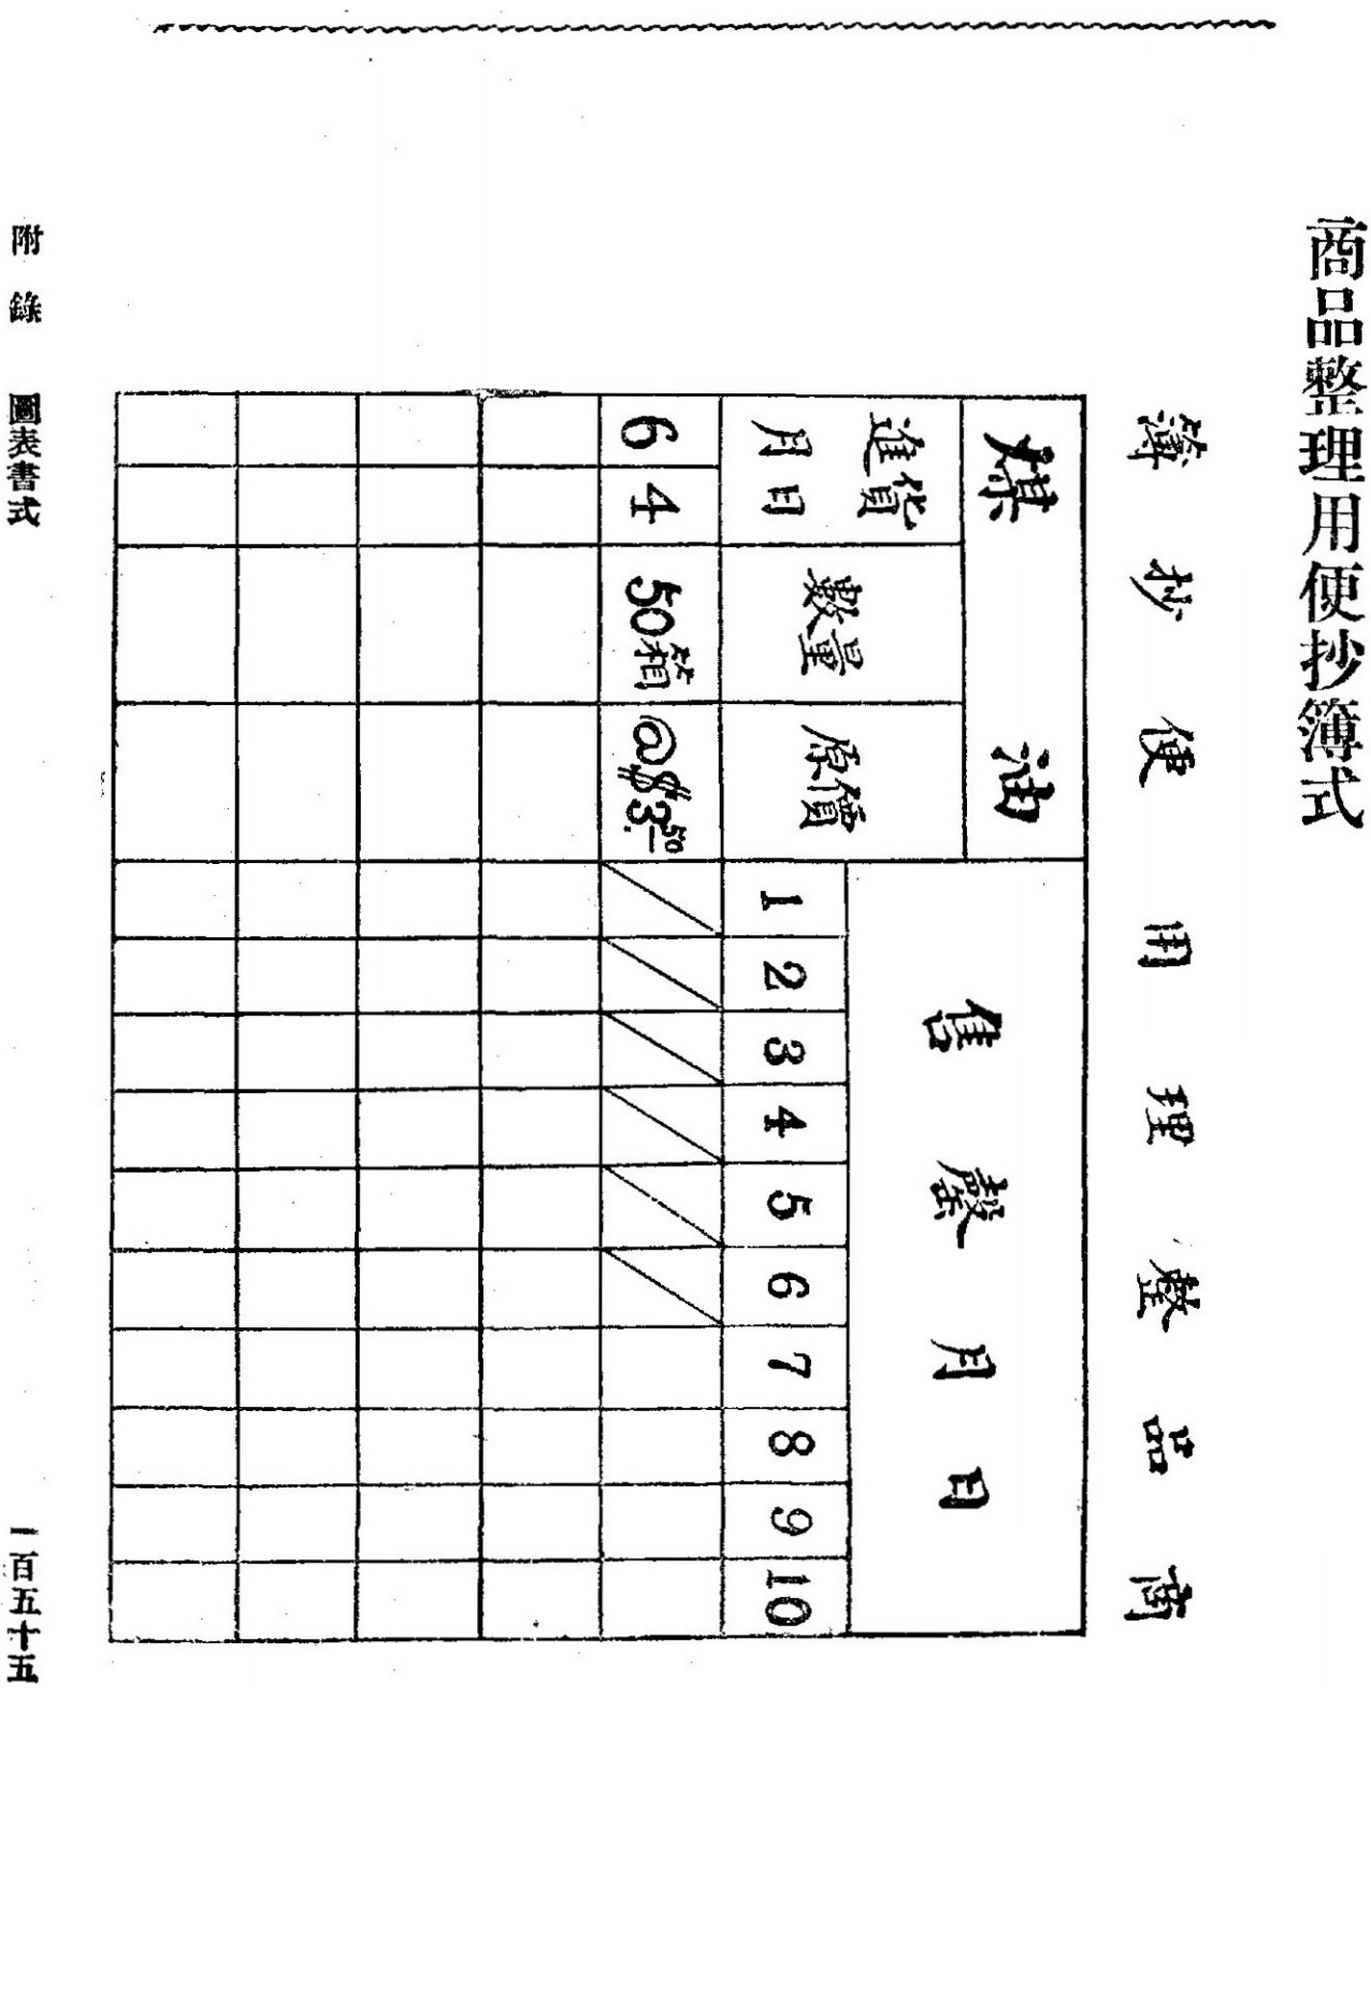 商品整理用便抄簿式
商品整理用便抄簿
煤油
售罄月日
進貨
月日
數量
原價
1 2 3 4 5 6 7 8 9 10
6 4 50箱 @$3.50
附錄 圖表書式
一百五十五